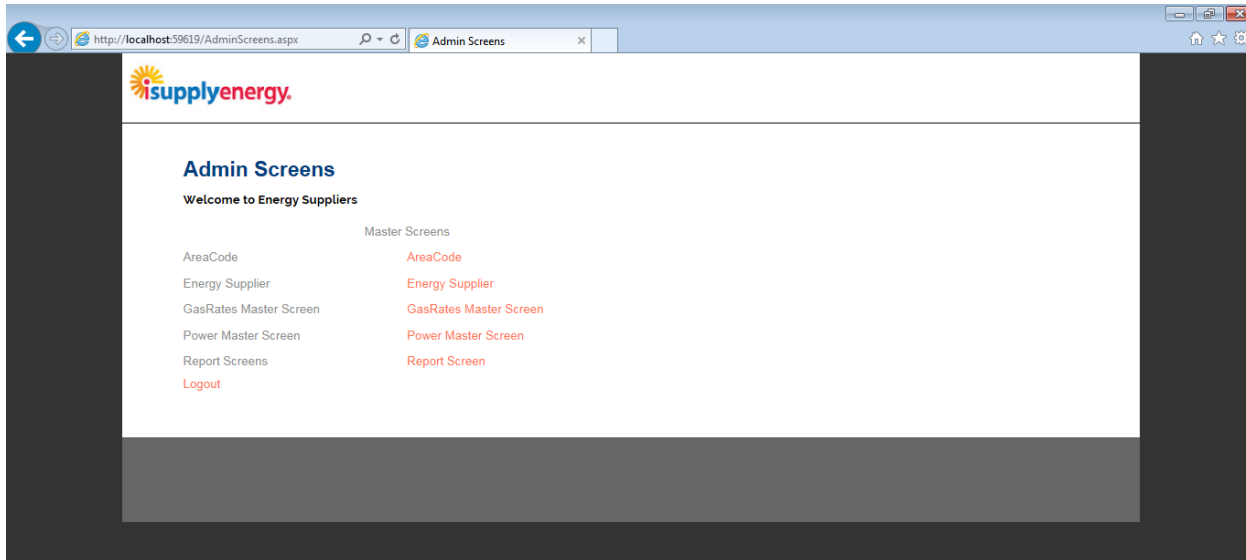 http://localhost:59619/AdminScreens.aspx
Admin Screens
isupplyenergy.
Admin Screens
Welcome to Energy Suppliers
Master Screens
AreaCode AreaCode
Energy Supplier Energy Supplier
GasRates Master Screen GasRates Master Screen
Power Master Screen Power Master Screen
Report Screens Report Screen
Logout